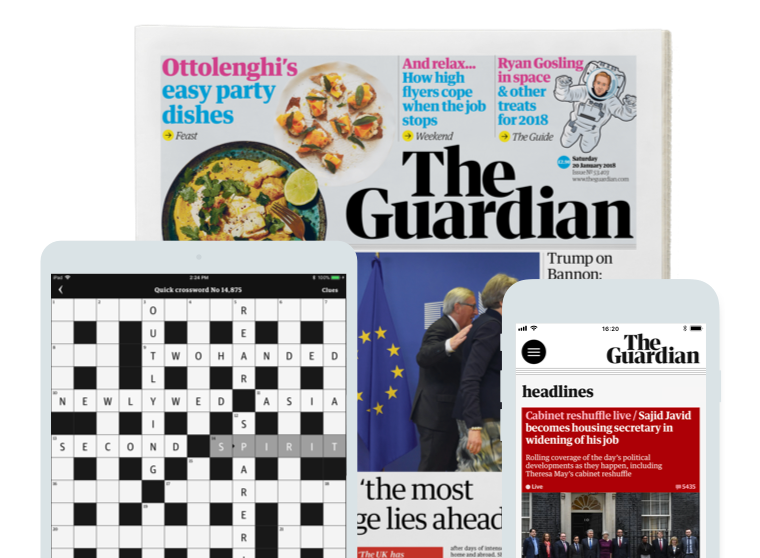 Ottolenghi's
easy party
dishes
Feast
And relax...
How high
flyers cope
when the job
stops
Weekend
Ryan Gosling
in space
& other
treats
for 2018
The Guide
Saturday
20 January 2018
www.theguardian.com
The
Guardian
Trump on
Bannon:
iPad
2:34 PM
100%
Quick crossword No 14,875
Clues
O R
U E
T W O H A N D E D
L R
N E W L Y W E D A S I A
I S
S E C O N D S P I R I T
G A
R
E
R
'the most
ge lies ahead
'The UK has
16:20
The
Guardian
headlines
Cabinet reshuffle live / Sajid Javid
becomes housing secretary in
widening of his job
Rolling coverage of the day's political
developments as they happen, including
Theresa May's cabinet reshuffle
Live
5435